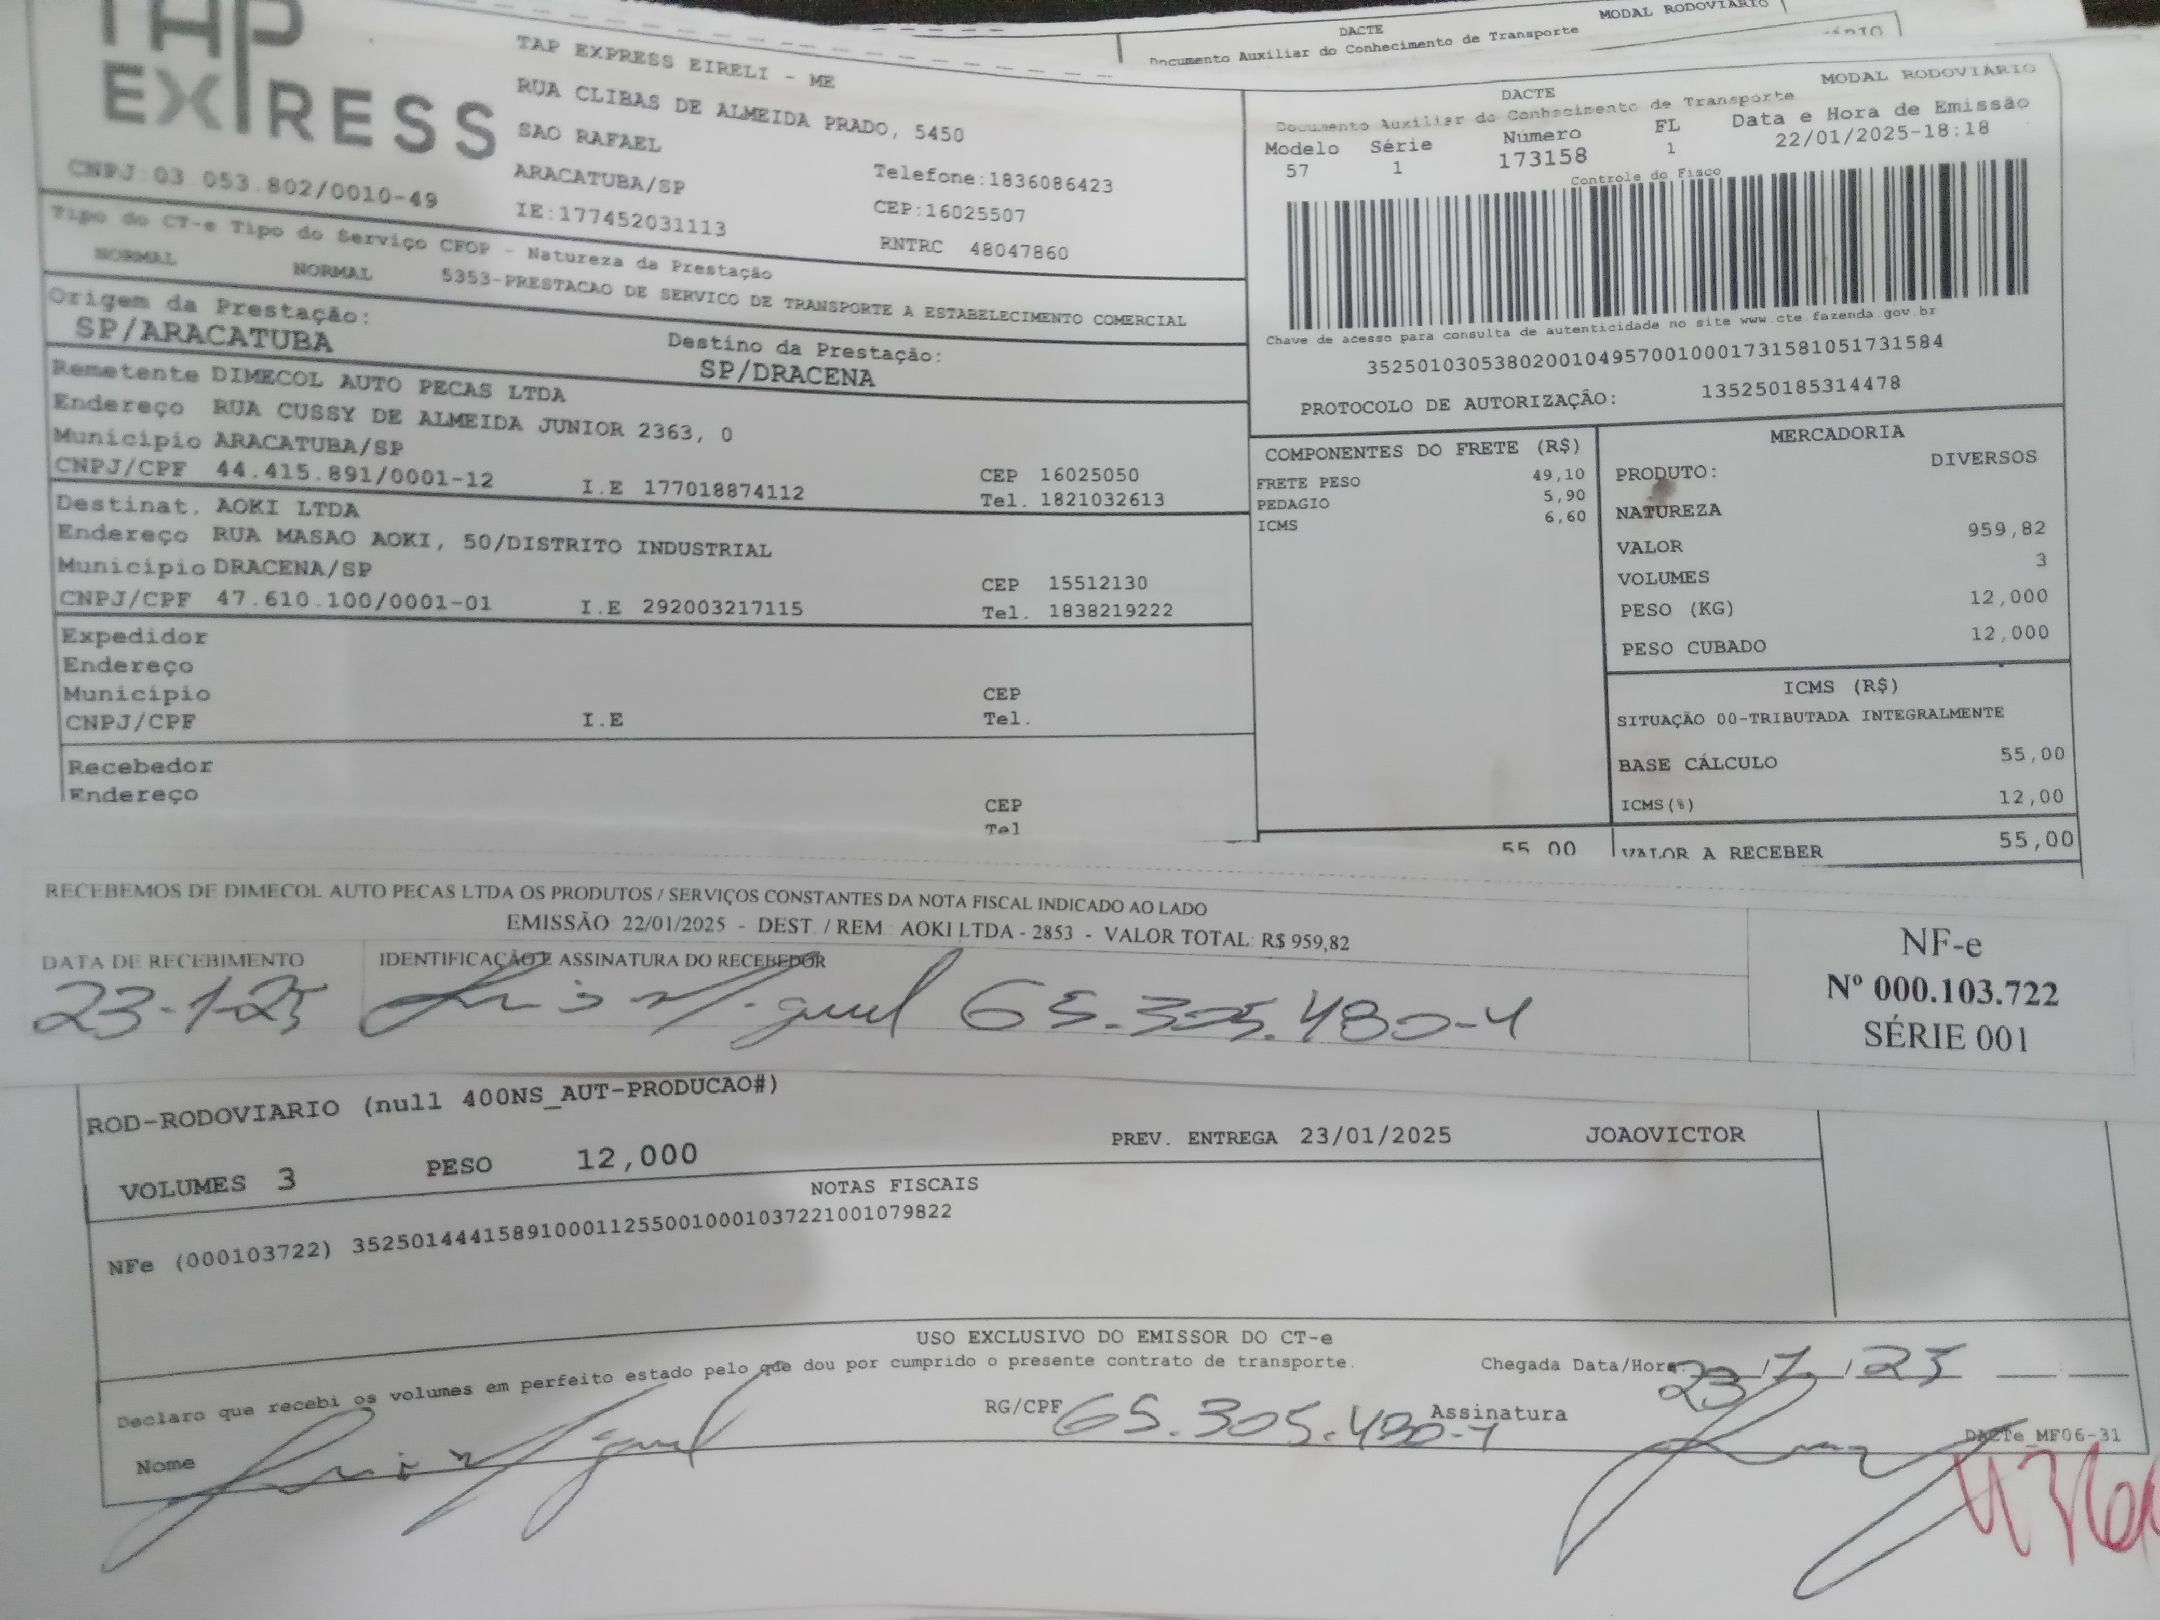 DACTE
MODAL RODOVIÁRIO
Documento Auxiliar do Conhecimento de Transporte
TAP
EXPRESS
TAP EXPRESS EIRELI - ME
RUA CLIBAS DE ALMEIDA PRADO, 5450
SAO RAFAEL
ARACATUBA/SP
Telefone:1836086423
CNPJ:03.053.802/0010-49
IE:177452031113
CEP:16025507
RNTRC 48047860
Tipo do CT-e Tipo do Serviço CFOP - Natureza da Prestação
NORMAL NORMAL 5353-PRESTACAO DE SERVICO DE TRANSPORTE A ESTABELECIMENTO COMERCIAL
Origem da Prestação:
SP/ARACATUBA
Destino da Prestação:
SP/DRACENA
Remetente DIMECOL AUTO PECAS LTDA
Endereço RUA CUSSY DE ALMEIDA JUNIOR 2363, 0
Município ARACATUBA/SP
CEP 16025050
CNPJ/CPF 44.415.891/0001-12 I.E 177018874112 Tel. 1821032613
Destinat. AOKI LTDA
Endereço RUA MASAO AOKI, 50/DISTRITO INDUSTRIAL
Município DRACENA/SP
CEP 15512130
CNPJ/CPF 47.610.100/0001-01 I.E 292003217115 Tel. 1838219222
Expedidor
Endereço
Município CEP
CNPJ/CPF I.E Tel.
Recebedor
Endereço
CEP
Tel
MODAL RODOVIÁRIO
DACTE
Documento Auxiliar do Conhecimento de Transporte
Modelo Série Número FL Data e Hora de Emissão
57 1 173158 1 22/01/2025-18:18
Controle do Fisco
Chave de acesso para consulta de autenticidade no site www.cte.fazenda.gov.br
35250103053802001049570010001731581051731584
PROTOCOLO DE AUTORIZAÇÃO: 135250185314478
COMPONENTES DO FRETE (R$)
FRETE PESO 49,10
PEDAGIO 5,90
ICMS 6,60
55,00
MERCADORIA
PRODUTO: DIVERSOS
NATUREZA
VALOR 959,82
VOLUMES 3
PESO (KG) 12,000
PESO CUBADO 12,000
ICMS (R$)
SITUAÇÃO 00-TRIBUTADA INTEGRALMENTE
BASE CÁLCULO 55,00
ICMS(%) 12,00
VALOR A RECEBER 55,00
RECEBEMOS DE DIMECOL AUTO PECAS LTDA OS PRODUTOS / SERVIÇOS CONSTANTES DA NOTA FISCAL INDICADO AO LADO
EMISSÃO: 22/01/2025 - DEST. / REM.: AOKI LTDA - 2853 - VALOR TOTAL: R$ 959,82
DATA DE RECEBIMENTO
IDENTIFICAÇÃO E ASSINATURA DO RECEBEDOR
23-1-25 Luis Miguel 65.305.480-4
NF-e
Nº 000.103.722
SÉRIE 001
ROD-RODOVIARIO (null 400NS_AUT-PRODUCAO#)
VOLUMES 3 PESO 12,000 PREV. ENTREGA 23/01/2025 JOAOVICTOR
NOTAS FISCAIS
NFe (000103722) 35250144415891000112550010001037221001079822
USO EXCLUSIVO DO EMISSOR DO CT-e
Declaro que recebi os volumes em perfeito estado pelo que dou por cumprido o presente contrato de transporte.
Chegada Data/Hora: 23/1/25
Nome Luis Miguel RG/CPF 65.305.480-4 Assinatura
DACTe_MF06-31